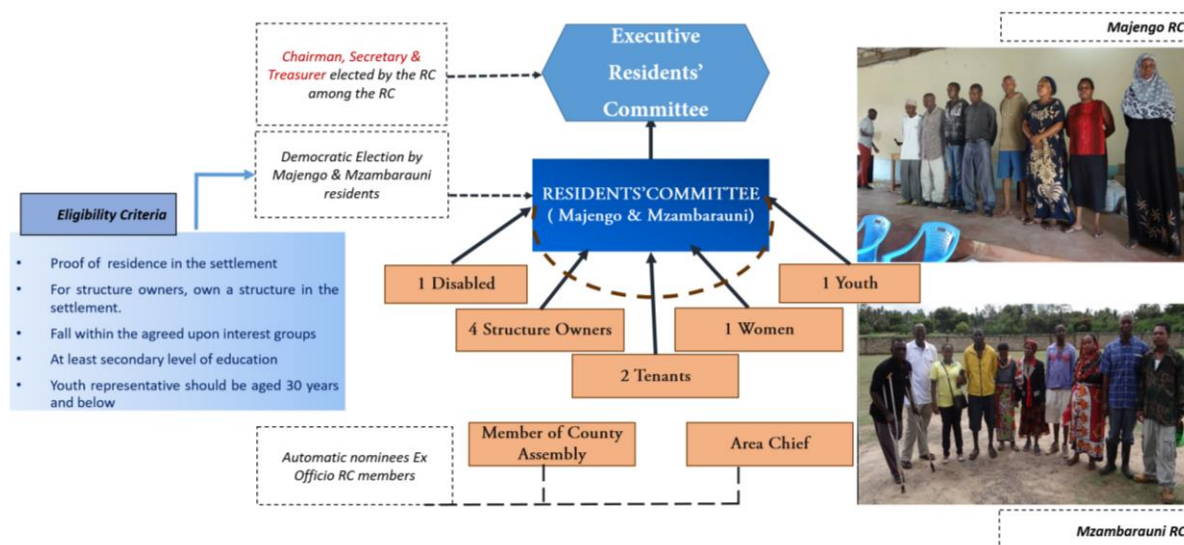 Chairman, Secretary &
Treasurer elected by the RC
among the RC
Executive
Residents'
Committee
Majengo RC
Democratic Election by
Majengo & Mzambarauni
residents
RESIDENTS'COMMITTEE
( Majengo & Mzambarauni)
Eligibility Criteria
• Proof of residence in the settlement
• For structure owners, own a structure in the
settlement.
• Fall within the agreed upon interest groups
• At least secondary level of education
• Youth representative should be aged 30 years
and below
1 Disabled
4 Structure Owners
2 Tenants
1 Women
1 Youth
Automatic nominees Ex
Officio RC members
Member of County
Assembly
Area Chief
Mzambarauni RC